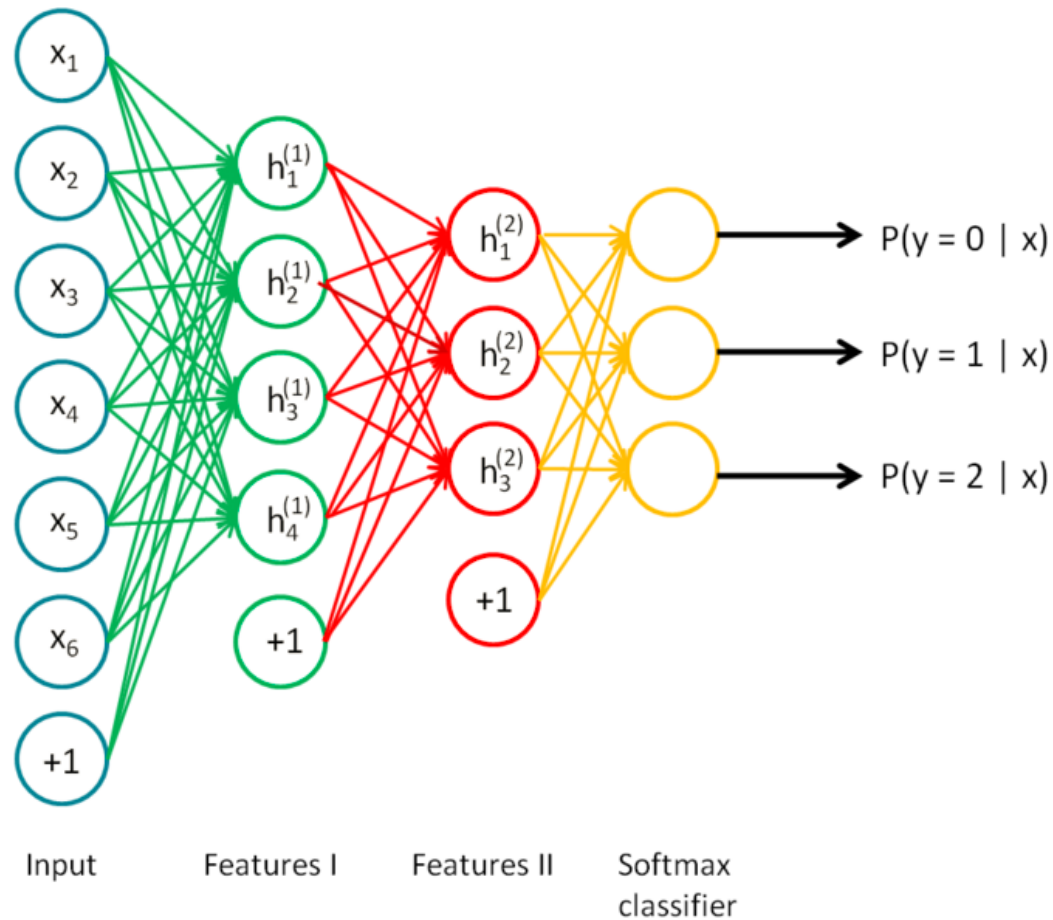 x₁
x₂
x₃
x₄
x₅
x₆
+1
h₁⁽¹⁾
h₂⁽¹⁾
h₃⁽¹⁾
h₄⁽¹⁾
+1
h₁⁽²⁾
h₂⁽²⁾
h₃⁽²⁾
+1
P(y = 0 | x)
P(y = 1 | x)
P(y = 2 | x)
Input
Features I
Features II
Softmax
classifier